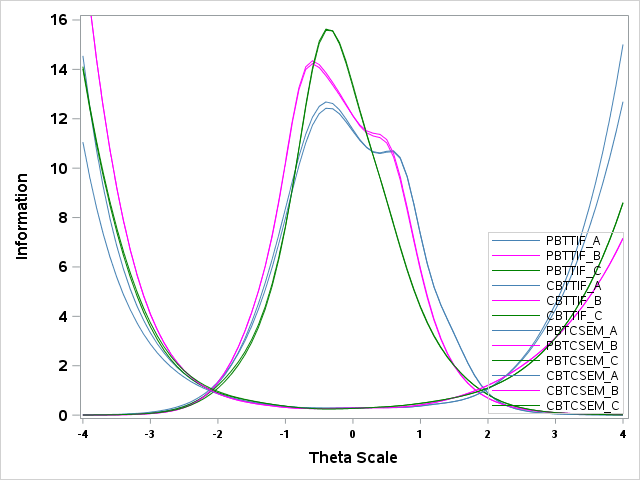 16
14
12
10
8
6
4
2
0
Information
PBTTIF_A
PBTTIF_B
PBTTIF_C
CBTTIF_A
CBTTIF_B
CBTTIF_C
PBTCSEM_A
PBTCSEM_B
PBTCSEM_C
CBTCSEM_A
CBTCSEM_B
CBTCSEM_C
-4 -3 -2 -1 0 1 2 3 4
Theta Scale